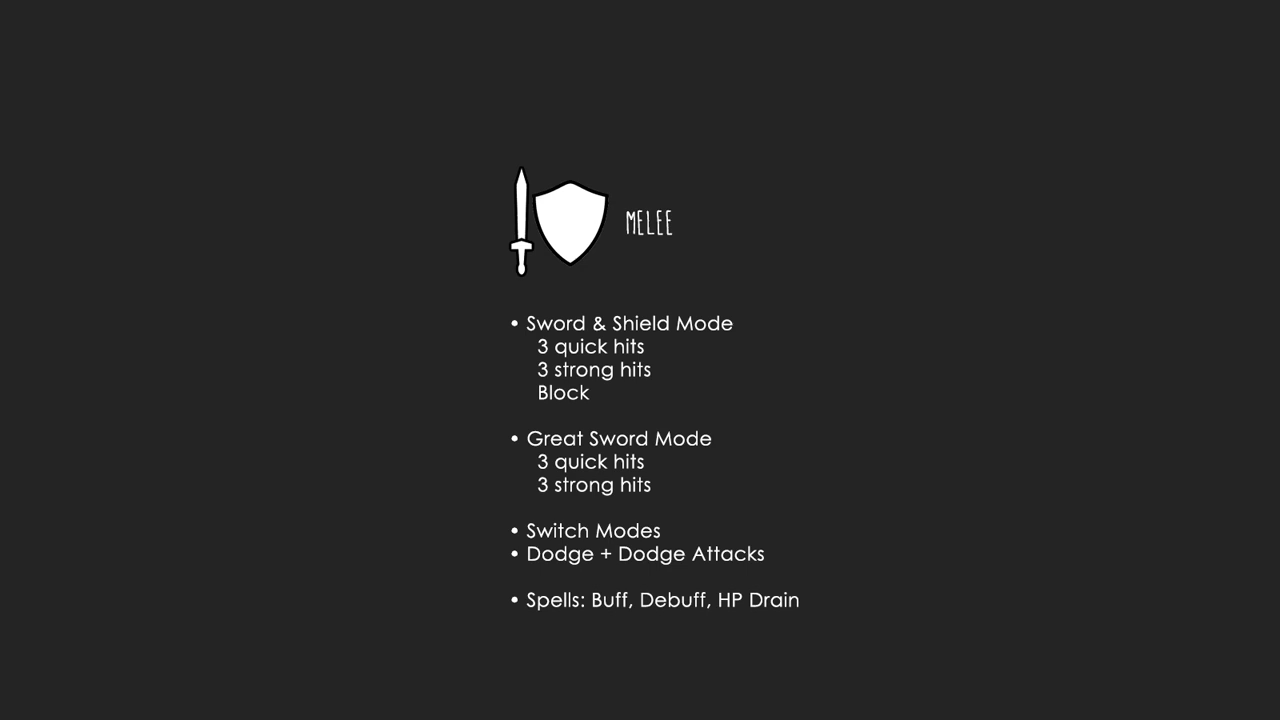 MELEE
• Sword & Shield Mode
3 quick hits
3 strong hits
Block
• Great Sword Mode
3 quick hits
3 strong hits
• Switch Modes
• Dodge + Dodge Attacks
• Spells: Buff, Debuff, HP Drain